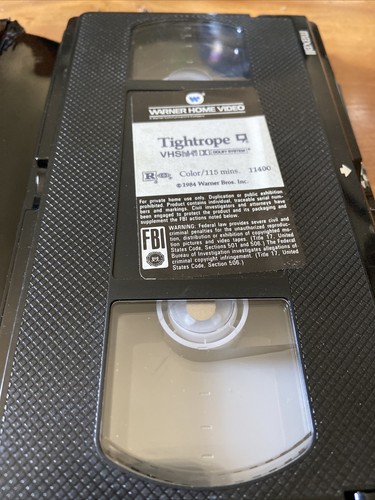 WARNER HOME VIDEO
Tightrope
VHS Hi-Fi DOLBY SYSTEM
R Color/115 mins. 11400
©1984 Warner Bros. Inc.
For private home use only. Duplication or public exhibition
prohibited. Product contains individual, traceable serial num-
bers and markings. Civil investigators and attorneys have
been engaged to protect the product and its packaging and
supplement the FBI actions noted below.
FBI
WARNING: Federal law provides severe civil and
criminal penalties for the unauthorized reproduc-
tion, distribution or exhibition of copyrighted mo-
tion pictures and video tapes. (Title 17, United
States Code, Sections 501 and 506.) The Federal
Bureau of Investigation investigates allegations of
criminal copyright infringement. (Title 17, United
States Code, Section 506.)